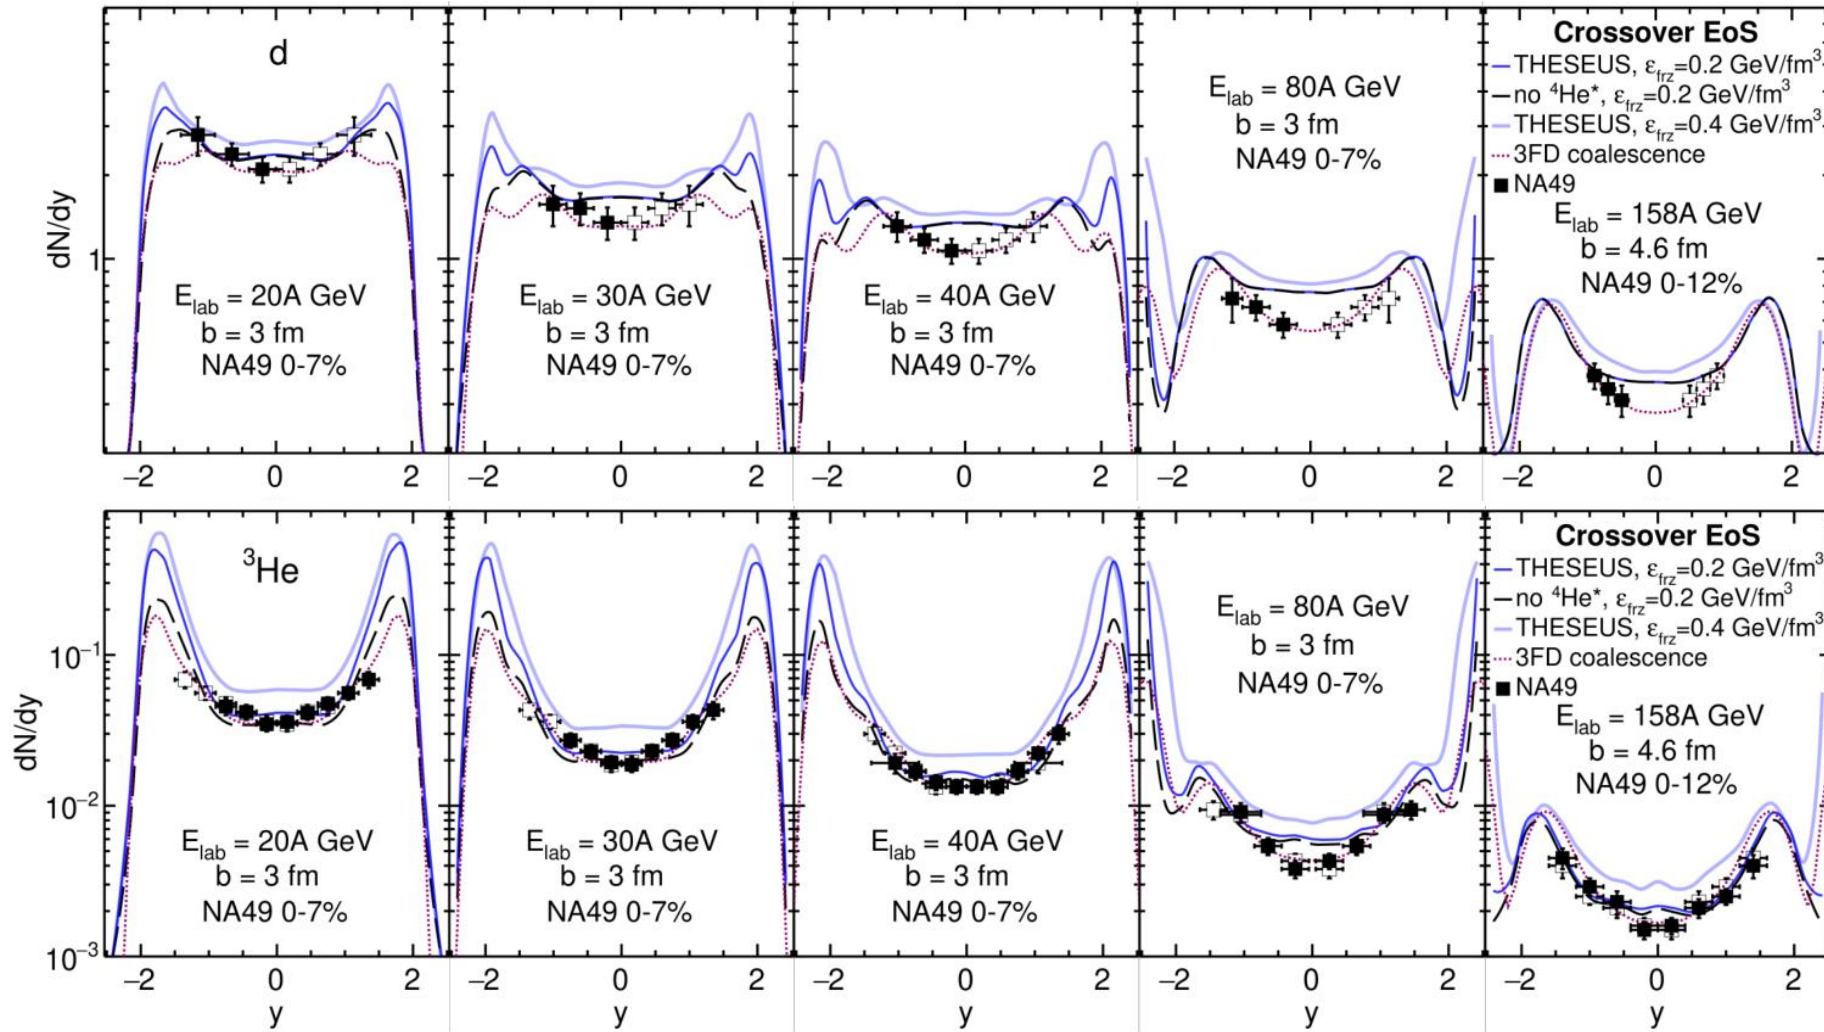 d
dN/dy
1
E_lab = 20A GeV
b = 3 fm
NA49 0-7%
−2 0 2
E_lab = 30A GeV
b = 3 fm
NA49 0-7%
−2 0 2
E_lab = 40A GeV
b = 3 fm
NA49 0-7%
−2 0 2
E_lab = 80A GeV
b = 3 fm
NA49 0-7%
−2 0 2
Crossover EoS
THESEUS, ε_frz=0.2 GeV/fm³
no ⁴He*, ε_frz=0.2 GeV/fm³
THESEUS, ε_frz=0.4 GeV/fm³
3FD coalescence
NA49
E_lab = 158A GeV
b = 4.6 fm
NA49 0-12%
−2 0 2
³He
dN/dy
10⁻¹
10⁻²
10⁻³
E_lab = 20A GeV
b = 3 fm
NA49 0-7%
−2 0 2
y
E_lab = 30A GeV
b = 3 fm
NA49 0-7%
−2 0 2
y
E_lab = 40A GeV
b = 3 fm
NA49 0-7%
−2 0 2
y
E_lab = 80A GeV
b = 3 fm
NA49 0-7%
−2 0 2
y
Crossover EoS
THESEUS, ε_frz=0.2 GeV/fm³
no ⁴He*, ε_frz=0.2 GeV/fm³
THESEUS, ε_frz=0.4 GeV/fm³
3FD coalescence
NA49
E_lab = 158A GeV
b = 4.6 fm
NA49 0-12%
−2 0 2
y